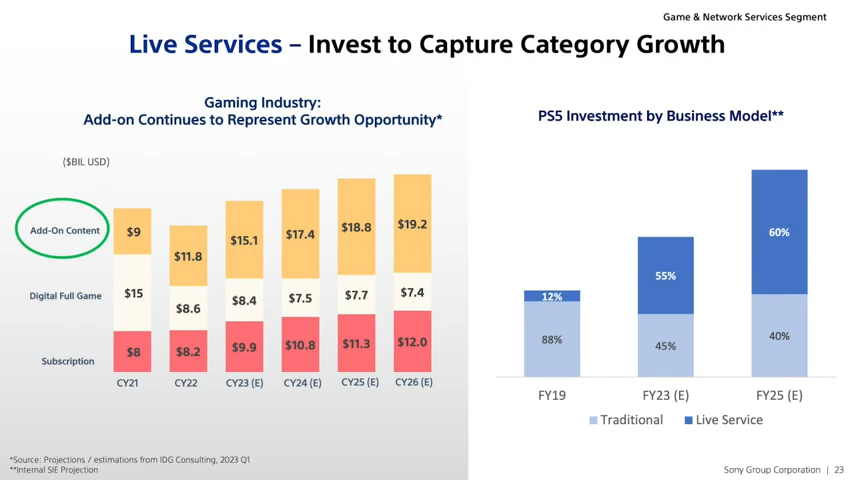 Game & Network Services Segment
Live Services – Invest to Capture Category Growth
Gaming Industry:
Add-on Continues to Represent Growth Opportunity*
($BIL USD)
Add-On Content
Digital Full Game
Subscription
$9 $11.8 $15.1 $17.4 $18.8 $19.2
$15 $8.6 $8.4 $7.5 $7.7 $7.4
$8 $8.2 $9.9 $10.8 $11.3 $12.0
CY21 CY22 CY23 (E) CY24 (E) CY25 (E) CY26 (E)
PS5 Investment by Business Model**
12% 55% 60%
88% 45% 40%
FY19 FY23 (E) FY25 (E)
Traditional Live Service
*Source: Projections / estimations from IDG Consulting, 2023 Q1
**Internal SIE Projection
Sony Group Corporation | 23